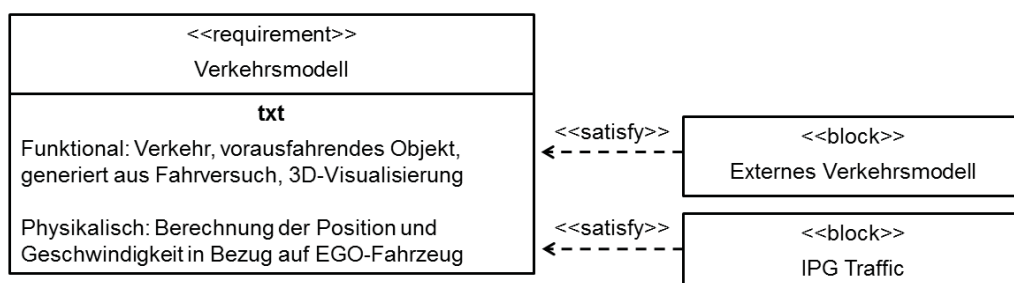 <<requirement>>
Verkehrsmodell
txt
Funktional: Verkehr, vorausfahrendes Objekt,
generiert aus Fahrversuch, 3D-Visualisierung
Physikalisch: Berechnung der Position und
Geschwindigkeit in Bezug auf EGO-Fahrzeug
<<satisfy>>
<<block>>
Externes Verkehrsmodell
<<satisfy>>
<<block>>
IPG Traffic